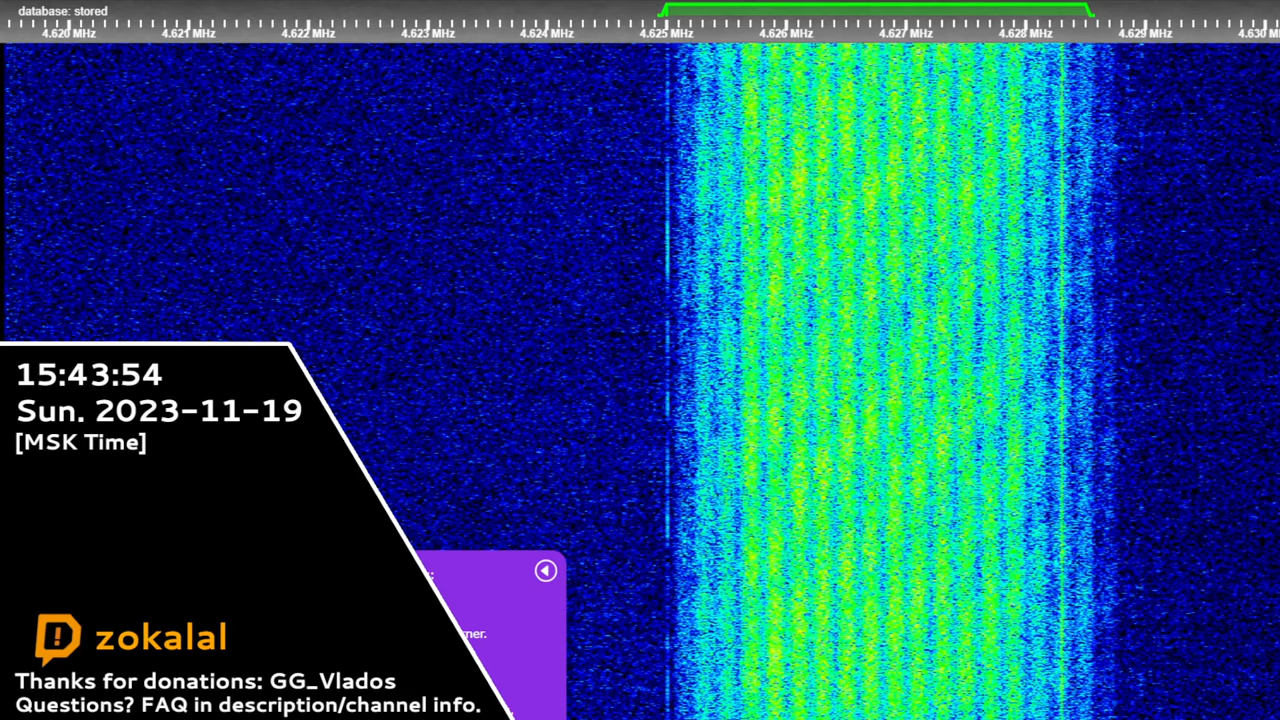 database: stored
4.620 MHz 4.621 MHz 4.622 MHz 4.623 MHz 4.624 MHz 4.625 MHz 4.626 MHz 4.627 MHz 4.628 MHz 4.629 MHz 4.630
15:43:54
Sun. 2023-11-19
[MSK Time]
zokalal
Thanks for donations: GG_Vlados
Questions? FAQ in description/channel info.